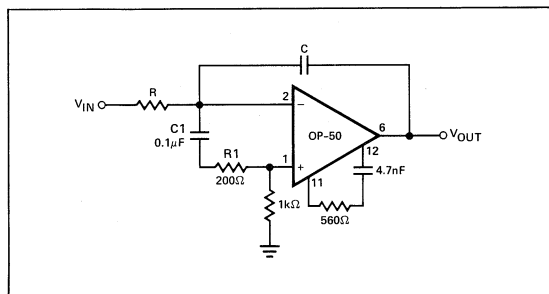 C
R
V_IN
2
−
C1
0.1μF
OP-50
6
V_OUT
12
R1
200Ω
1
+
11
4.7nF
1kΩ
560Ω